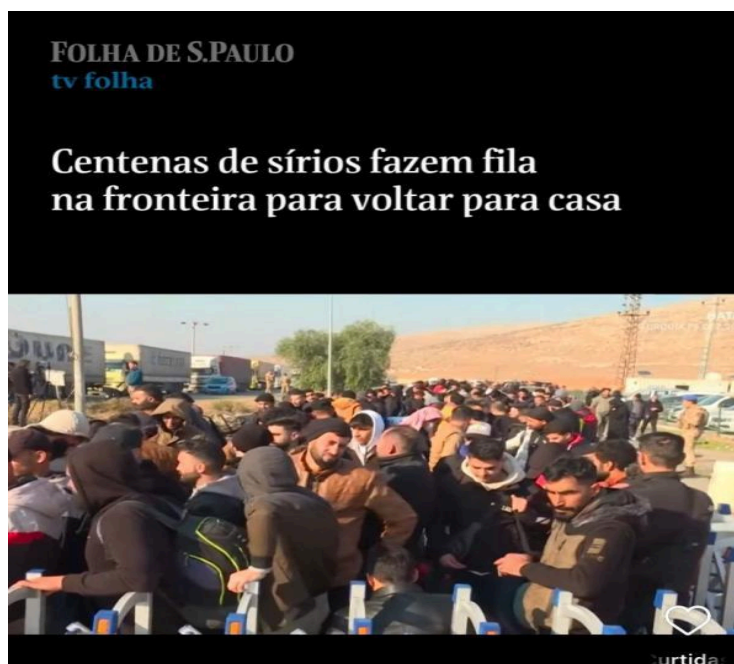 FOLHA DE S.PAULO
tv folha
Centenas de sírios fazem fila
na fronteira para voltar para casa